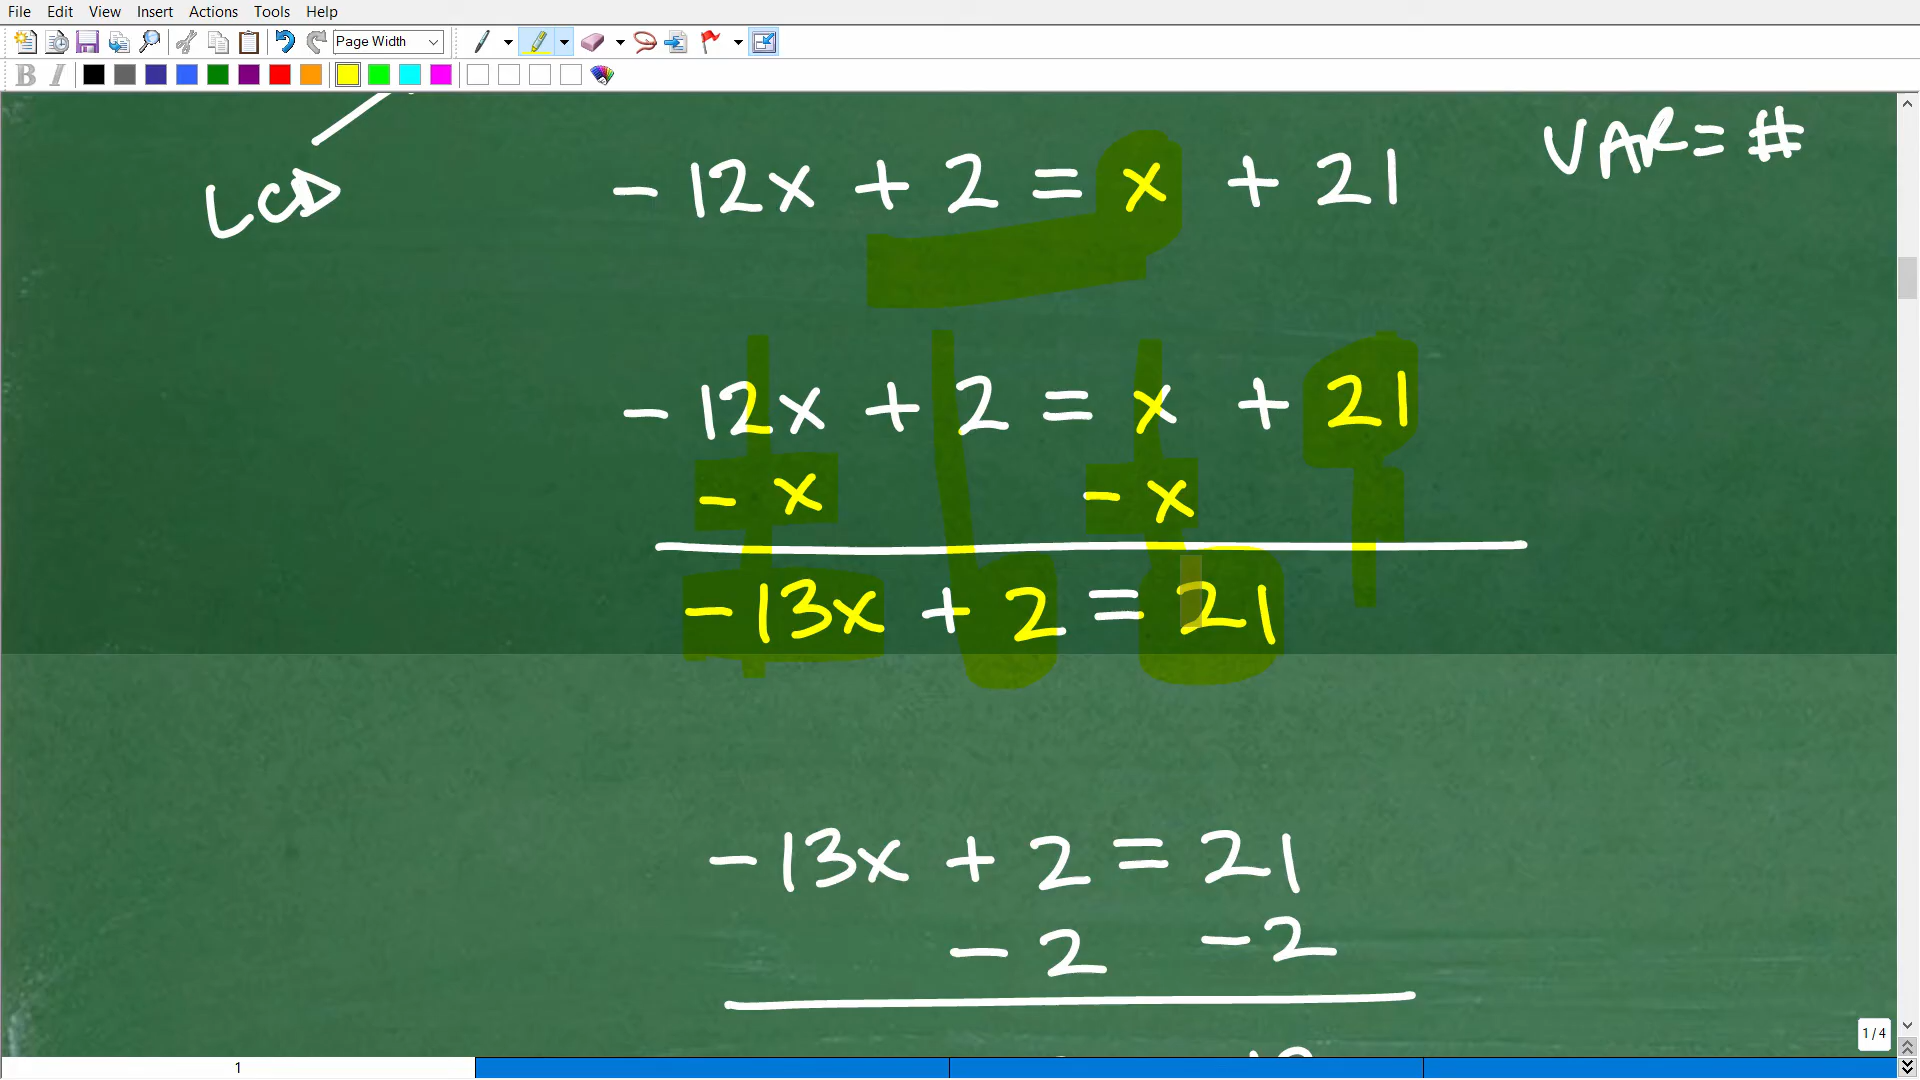 File Edit View Insert Actions Tools Help
Page Width
B I
VAR = #
LCD
- 12x + 2 = x + 21
- 12x + 2 = x + 21
- x - x
- 13x + 2 = 21
- 13x + 2 = 21
- 2 - 2
1 / 4
1